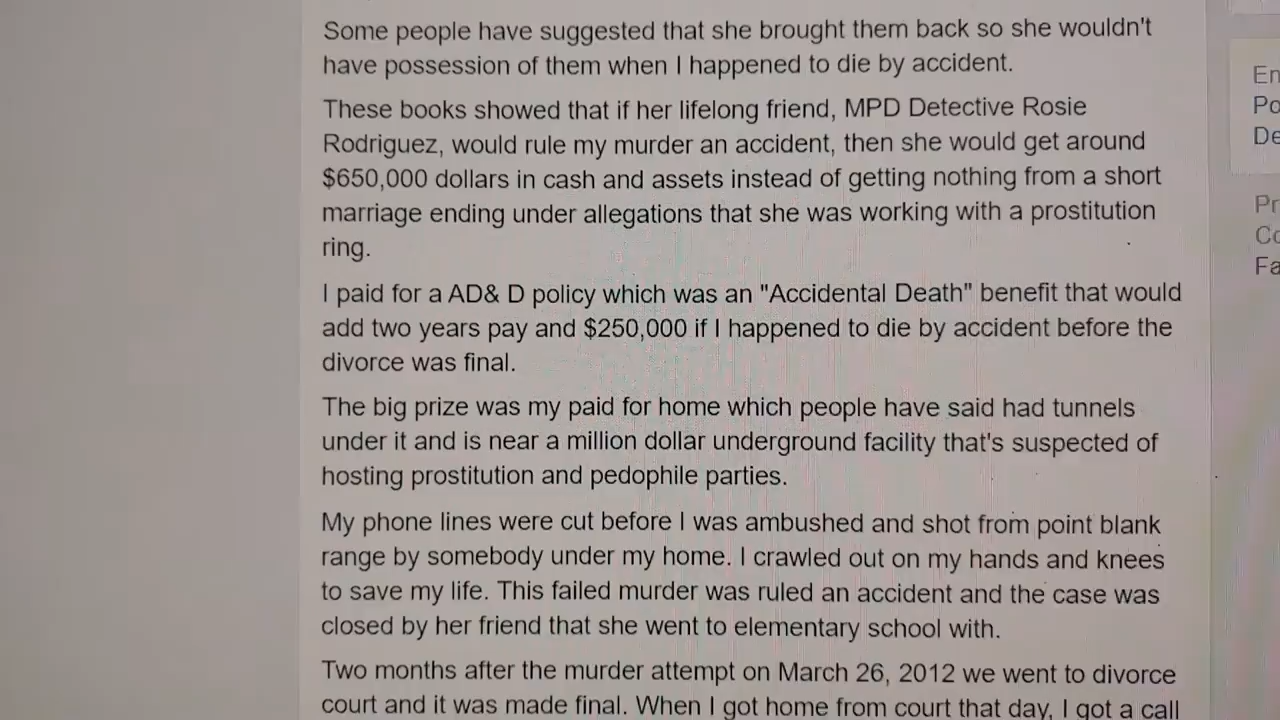 Some people have suggested that she brought them back so she wouldn't
have possession of them when I happened to die by accident.
These books showed that if her lifelong friend, MPD Detective Rosie
Rodriguez, would rule my murder an accident, then she would get around
$650,000 dollars in cash and assets instead of getting nothing from a short
marriage ending under allegations that she was working with a prostitution
ring.
I paid for a AD& D policy which was an "Accidental Death" benefit that would
add two years pay and $250,000 if I happened to die by accident before the
divorce was final.
The big prize was my paid for home which people have said had tunnels
under it and is near a million dollar underground facility that's suspected of
hosting prostitution and pedophile parties.
My phone lines were cut before I was ambushed and shot from point blank
range by somebody under my home. I crawled out on my hands and knees
to save my life. This failed murder was ruled an accident and the case was
closed by her friend that she went to elementary school with.
Two months after the murder attempt on March 26, 2012 we went to divorce
court and it was made final. When I got home from court that day, I got a call
En
Po
De
Pr
Co
Fa